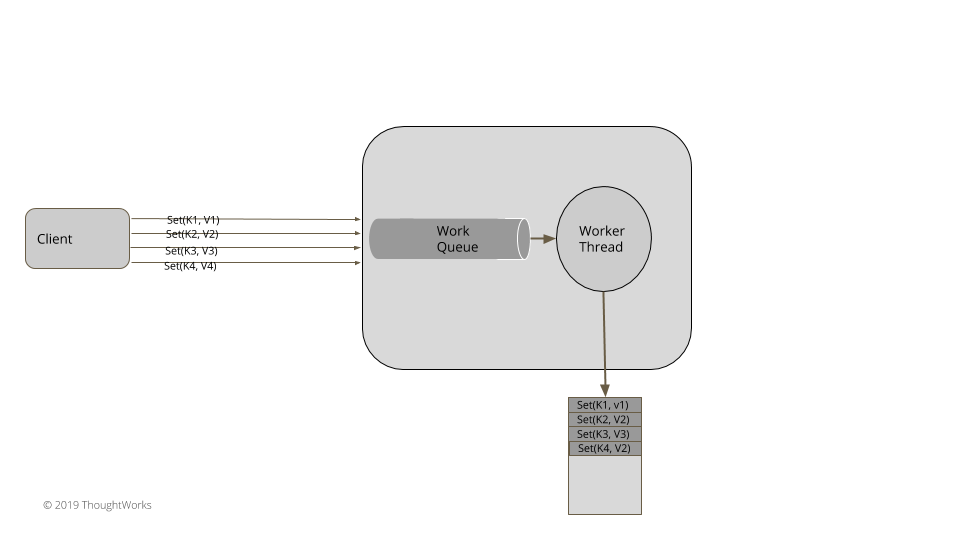 Set(K1, V1)
Set(K2, V2)
Client
Set(K3, V3)
Set(K4, V4)
Work
Queue
Worker
Thread
Set(K1, v1)
Set(K2, V2)
Set(K3, V3)
Set(K4, V2)
© 2019 ThoughtWorks